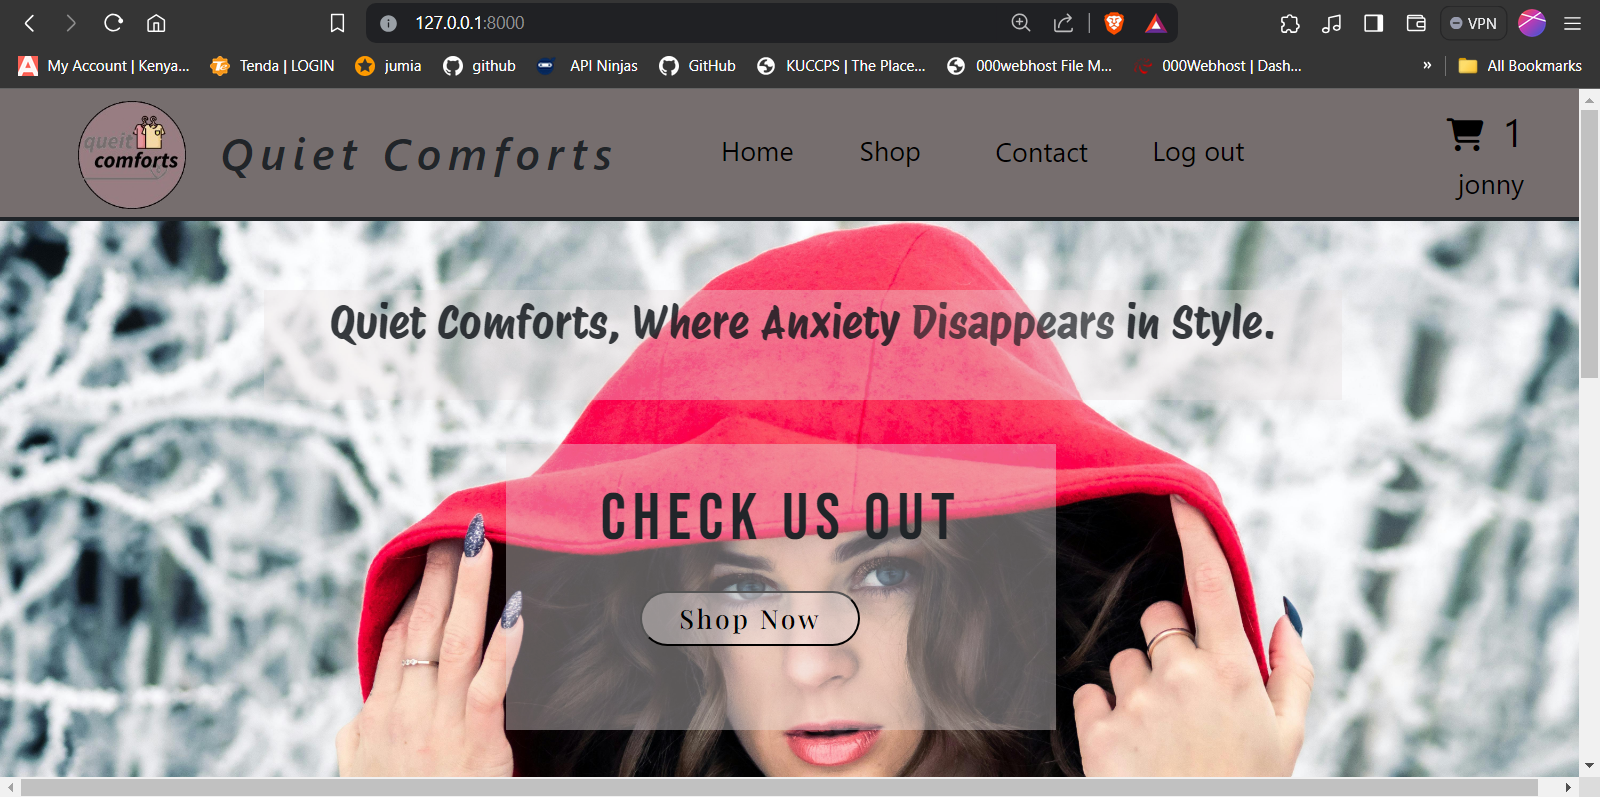 127.0.0.1:8000
VPN
My Account | Kenya...
Tenda | LOGIN
jumia
github
API Ninjas
GitHub
KUCCPS | The Place...
000webhost File M...
000Webhost | Dash...
»
All Bookmarks
queit
comforts
Quiet Comforts
Home
Shop
Contact
Log out
1
jonny
Quiet Comforts, Where Anxiety Disappears in Style.
CHECK US OUT
Shop Now